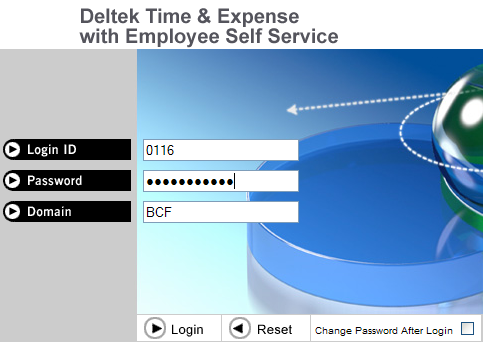 Deltek Time & Expense
with Employee Self Service
Login ID 0116
Password •••••••••••
Domain BCF
Login Reset Change Password After Login